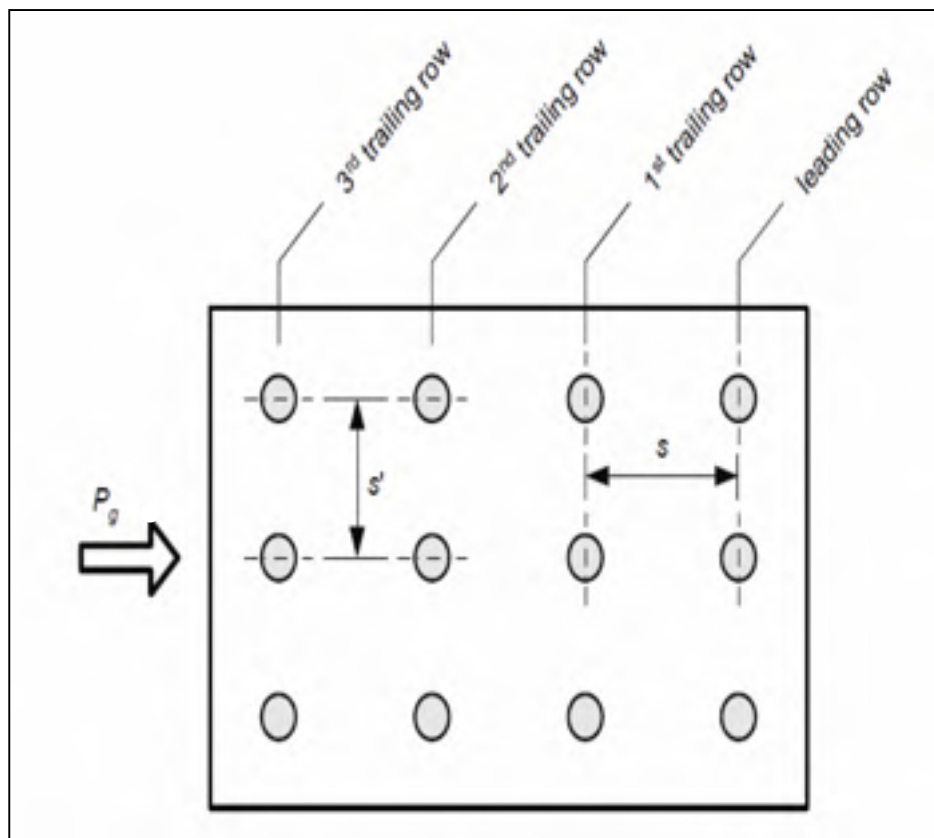 3rd trailing row
2nd trailing row
1st trailing row
leading row
s
s'
Pg